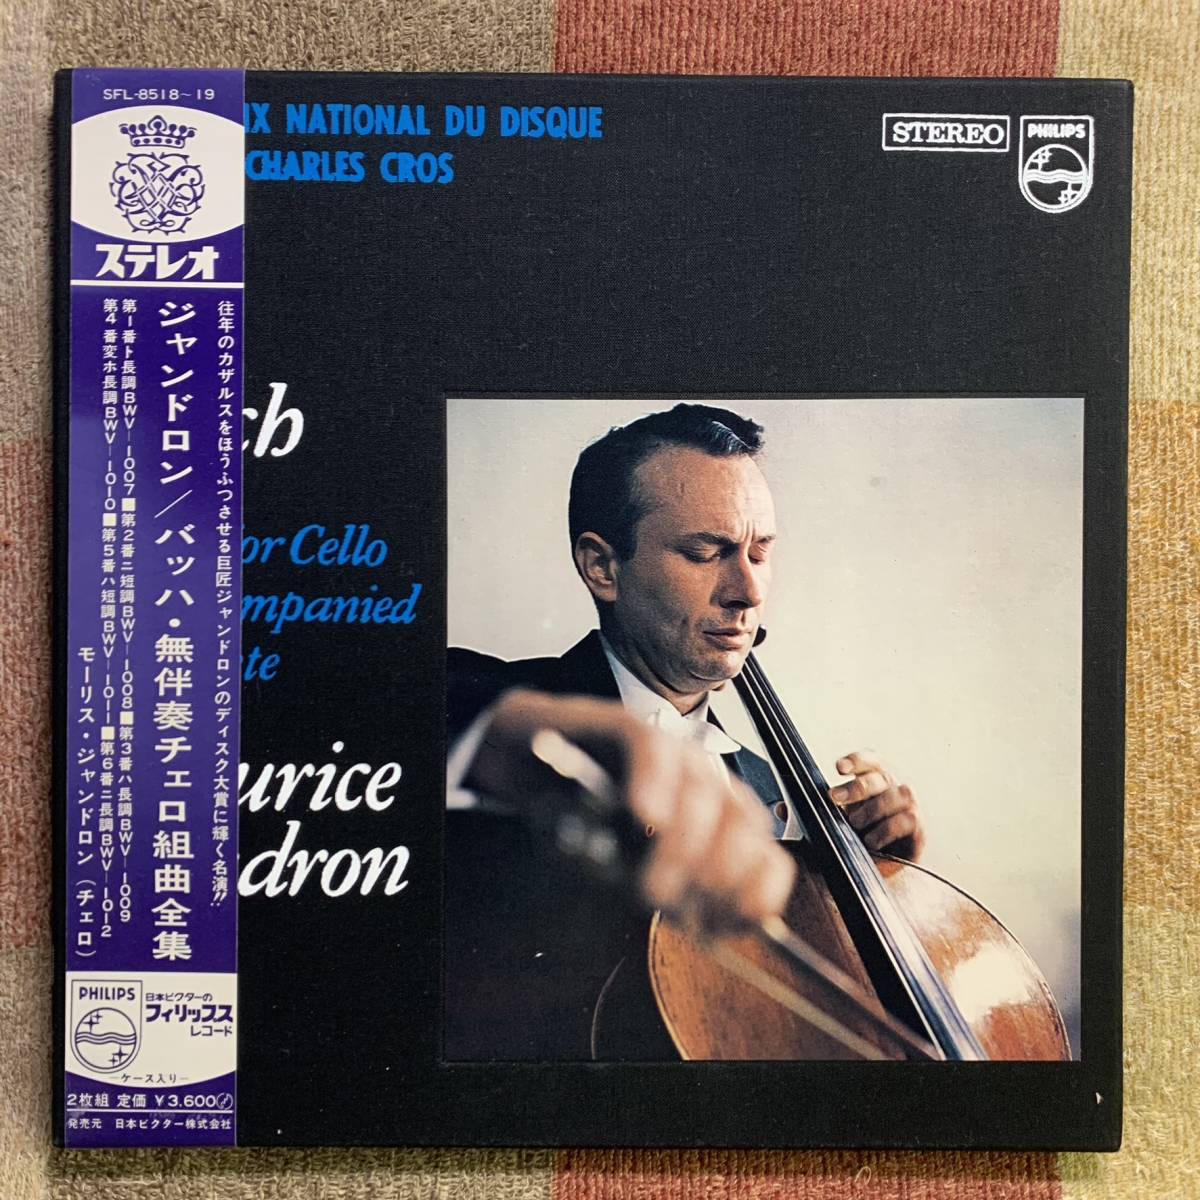 SFL-8518~19
ステレオ
往年のカザルスをほうふつさせる巨匠ジャンドロンのディスク大賞に輝く名演!!
ジャンドロン/バッハ・無伴奏チェロ組曲全集
第1番ト長調BWV—1007■第2番ニ短調BWV—1008■第3番ハ長調BWV—1009
第4番変ホ長調BWV—1010■第5番ハ短調BWV—1011■第6番ニ長調BWV—1012
モーリス・ジャンドロン (チェロ)
PHILIPS
日本ビクターの
フィリップス
レコード
—ケース入り—
2枚組 定価 ¥3.600
発売元 日本ビクター株式会社
IX NATIONAL DU DISQUE
CHARLES CROS
STEREO
PHILIPS
ch
for Cello
mpanied
te
urice
dron